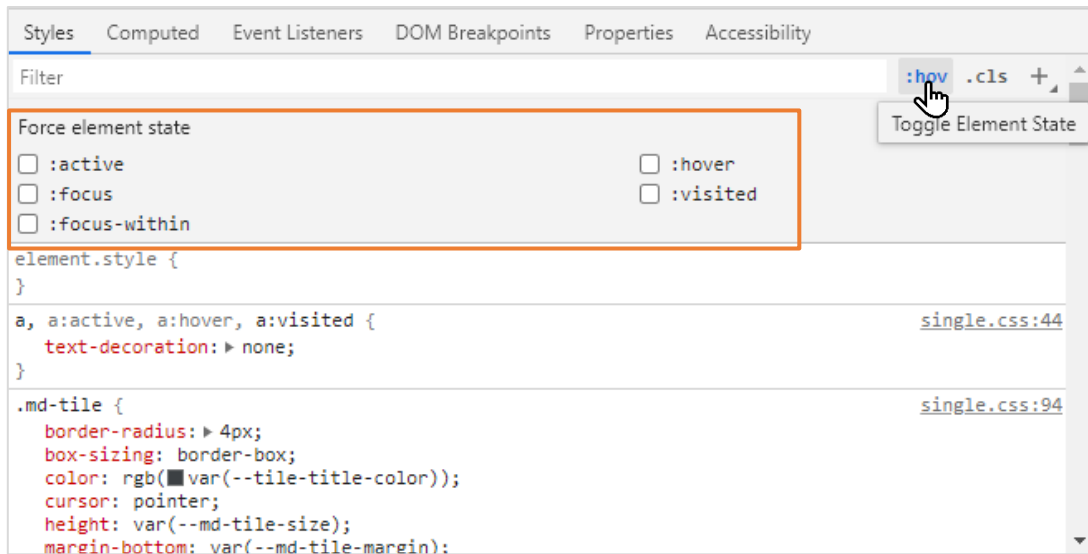 Styles Computed Event Listeners DOM Breakpoints Properties Accessibility
Filter :hov .cls +
Toggle Element State
Force element state
:active :hover
:focus :visited
:focus-within
element.style {
}
a, a:active, a:hover, a:visited { single.css:44
text-decoration: none;
}
.md-tile { single.css:94
border-radius: 4px;
box-sizing: border-box;
color: rgb(var(--tile-title-color));
cursor: pointer;
height: var(--md-tile-size);
margin-bottom: var(--md-tile-margin);